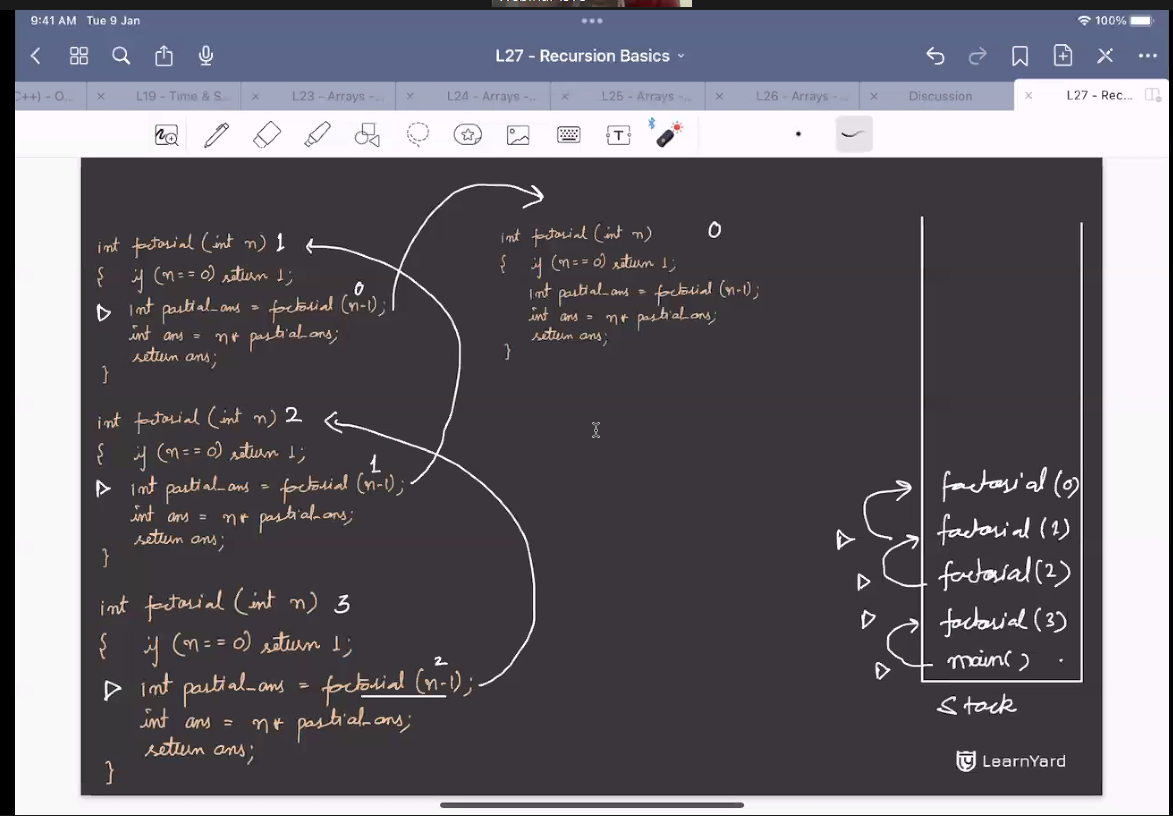 Webinar
9:41 AM Tue 9 Jan
100%
L27 - Recursion Basics
C++) - O...
L19 - Time & S...
L23 - Arrays -...
L24 - Arrays -...
L25 - Arrays -...
L26 - Arrays -...
Discussion
L27 - Rec...
T
int factorial (int n) 1
{ if (n == 0) return 1;
0
int partial_ans = factorial (n-1);
int ans = n* partial_ans;
return ans;
}
int factorial (int n) 2
{ if (n == 0) return 1;
1
int partial_ans = factorial (n-1);
int ans = n* partial_ans;
return ans;
}
int factorial (int n) 3
{ if (n == 0) return 1;
2
int partial_ans = factorial (n-1);
int ans = n* partial_ans;
return ans;
}
int factorial (int n) 0
{ if (n == 0) return 1;
int partial_ans = factorial (n-1);
int ans = n* partial_ans;
return ans;
}
factorial (0)
factorial (1)
factorial (2)
factorial (3)
main()
Stack
LearnYard